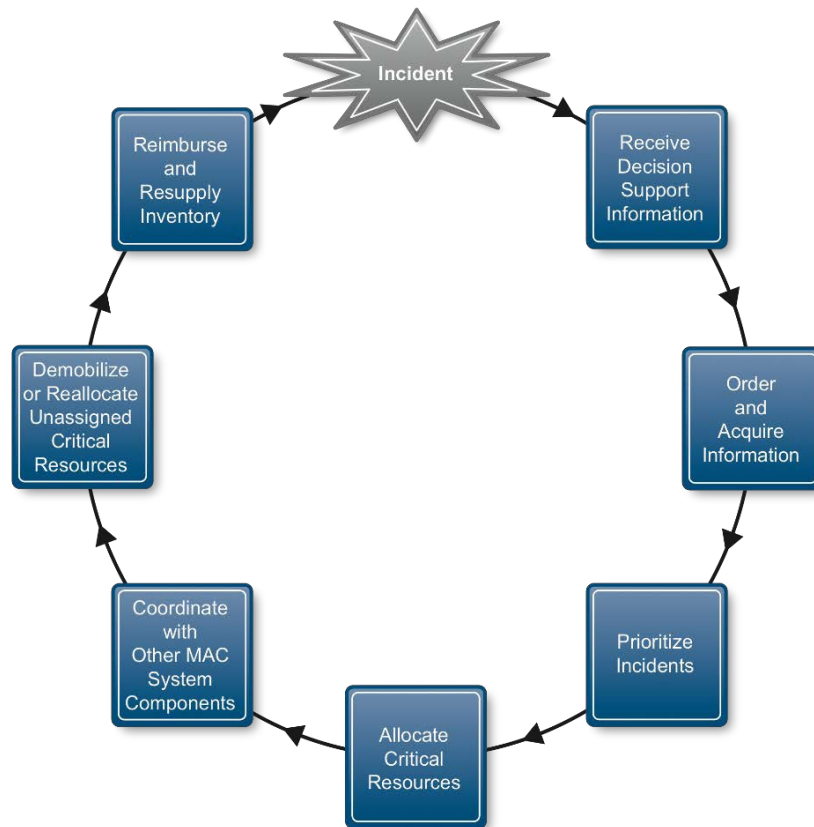 Incident
Receive
Decision
Support
Information
Order
and
Acquire
Information
Prioritize
Incidents
Allocate
Critical
Resources
Coordinate
with
Other MAC
System
Components
Demobilize
or Reallocate
Unassigned
Critical
Resources
Reimburse
and
Resupply
Inventory